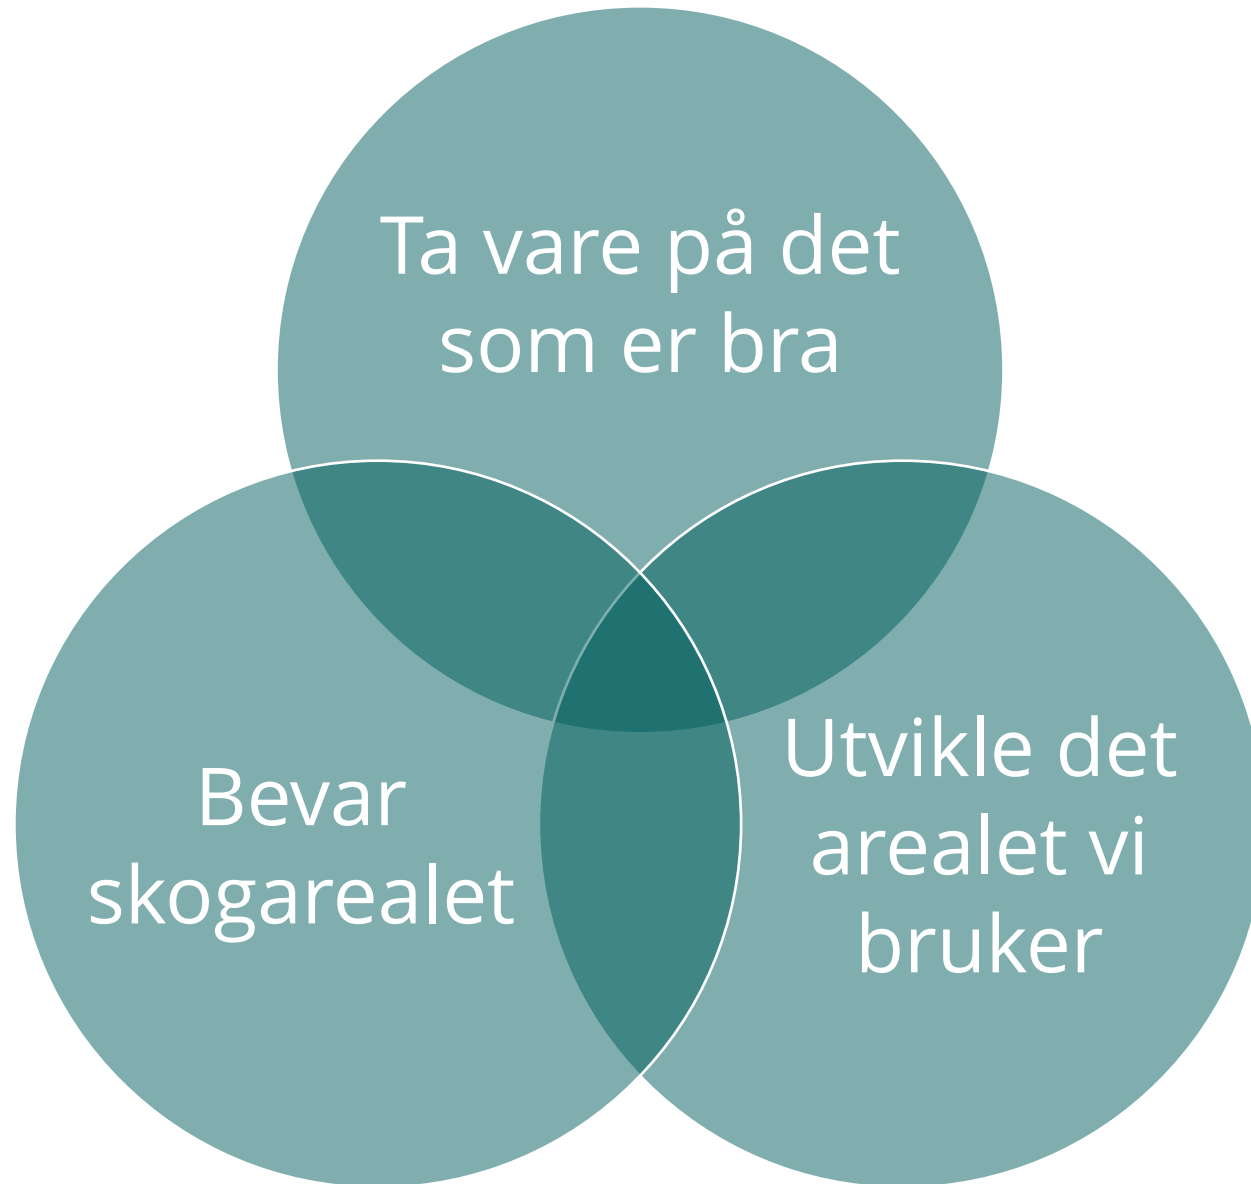 Ta vare på det
som er bra
Bevar
skogarealet
Utvikle det
arealet vi
bruker